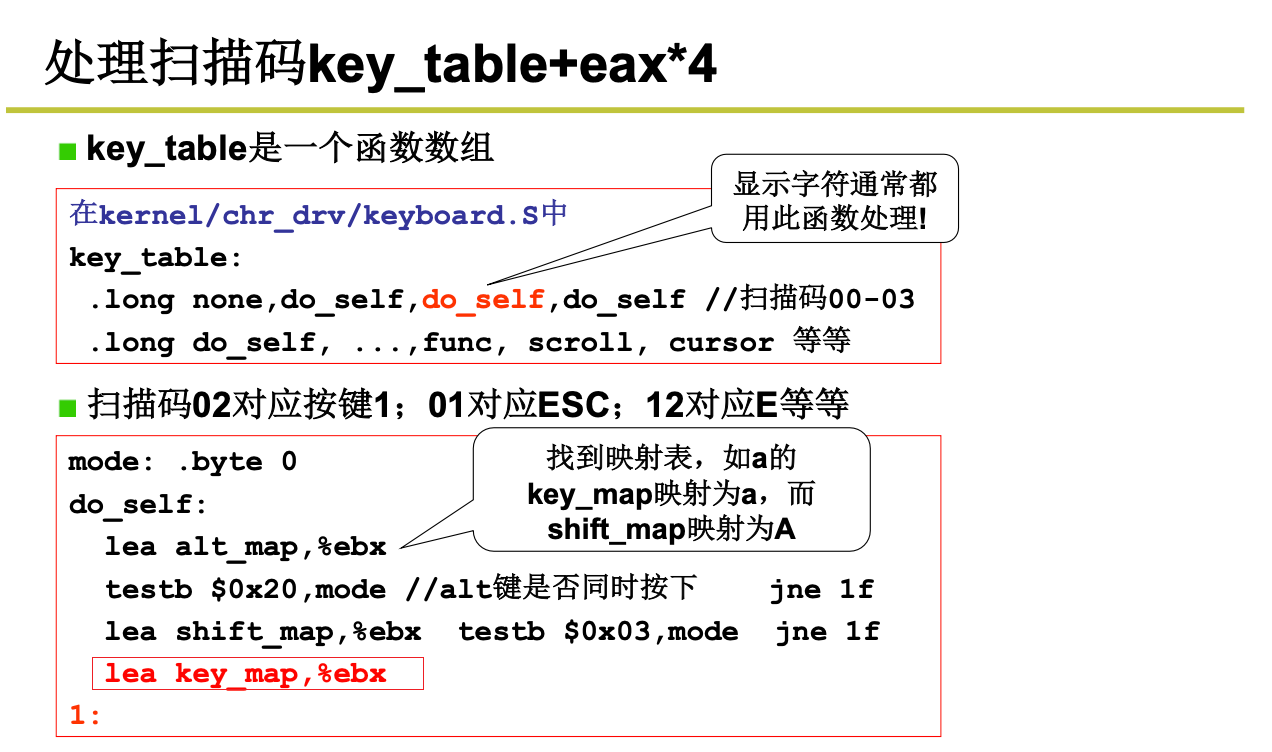 处理扫描码key_table+eax*4
key_table是一个函数数组
显示字符通常都
用此函数处理!
在kernel/chr_drv/keyboard.S中
key_table:
.long none,do_self,do_self,do_self //扫描码00-03
.long do_self, ...,func, scroll, cursor 等等
扫描码02对应按键1；01对应ESC；12对应E等等
找到映射表，如a的
key_map映射为a，而
shift_map映射为A
mode: .byte 0
do_self:
lea alt_map,%ebx
testb $0x20,mode //alt键是否同时按下 jne 1f
lea shift_map,%ebx testb $0x03,mode jne 1f
lea key_map,%ebx
1: